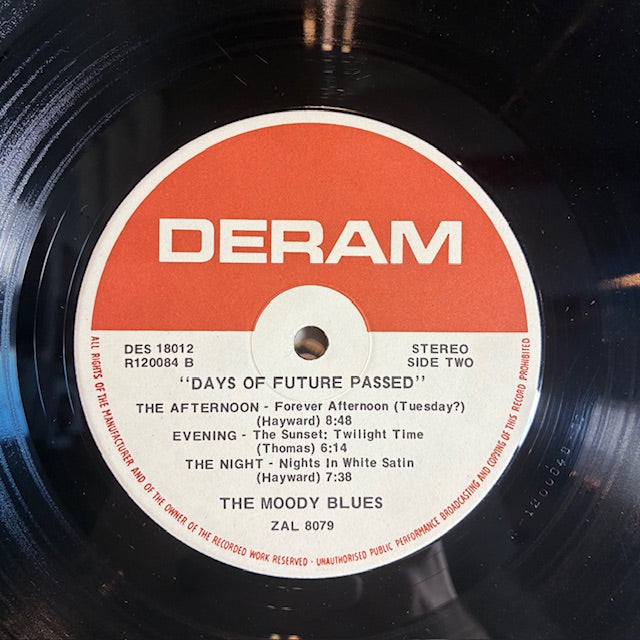 DERAM
DES 18012
R120084 B
STEREO
SIDE TWO
"DAYS OF FUTURE PASSED"
THE AFTERNOON - Forever Afternoon (Tuesday?)
(Hayward) 8:48
EVENING - The Sunset: Twilight Time
(Thomas) 6:14
THE NIGHT - Nights In White Satin
(Hayward) 7:38
THE MOODY BLUES
ZAL 8079
ALL RIGHTS OF THE MANUFACTURER AND OF THE OWNER OF THE RECORDED WORK RESERVED · UNAUTHORISED PUBLIC PERFORMANCE BROADCASTING AND COPYING OF THIS RECORD PROHIBITED